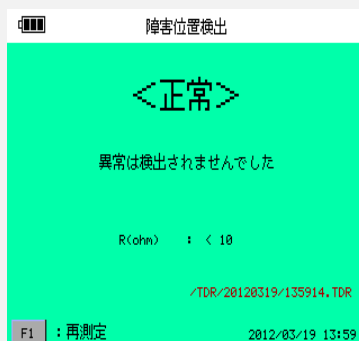 障害位置検出
<正常>
異常は検出されませんでした
R(ohm) : < 10
/TDR/20120319/135914.TDR
F1 :再測定
2012/03/19 13:59